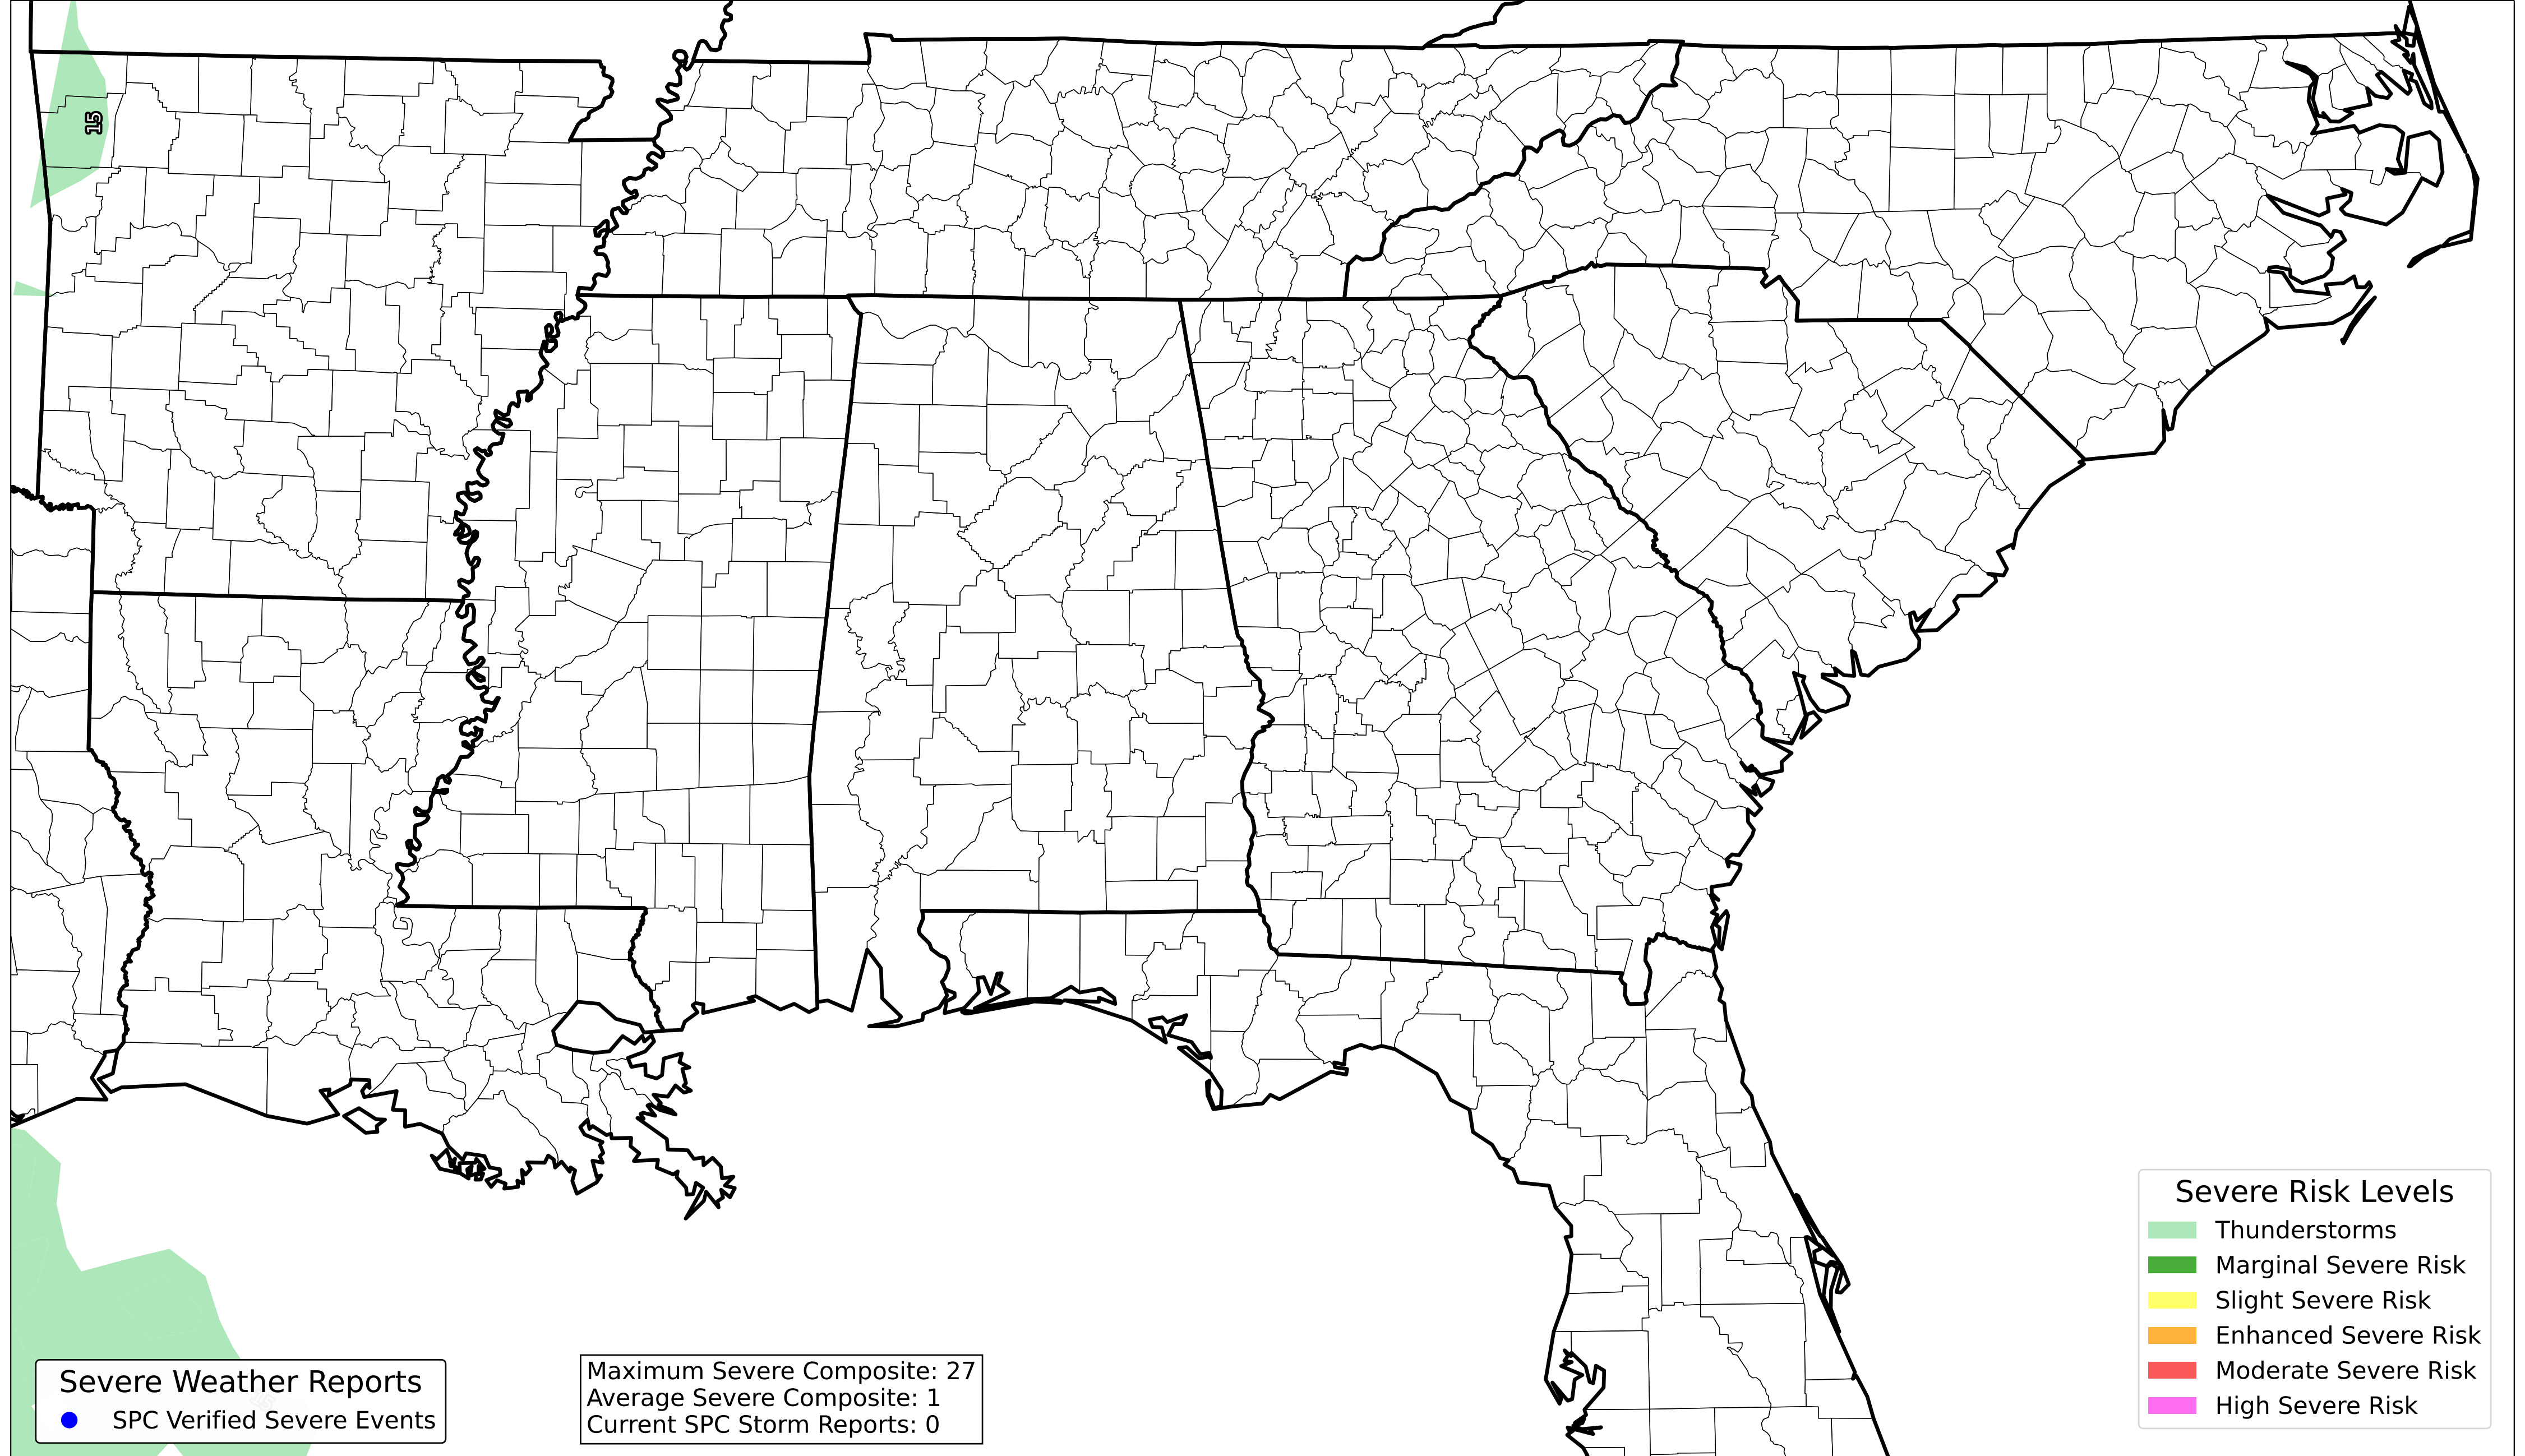 15
Severe Weather Reports
SPC Verified Severe Events
Maximum Severe Composite: 27
Average Severe Composite: 1
Current SPC Storm Reports: 0
Severe Risk Levels
Thunderstorms
Marginal Severe Risk
Slight Severe Risk
Enhanced Severe Risk
Moderate Severe Risk
High Severe Risk